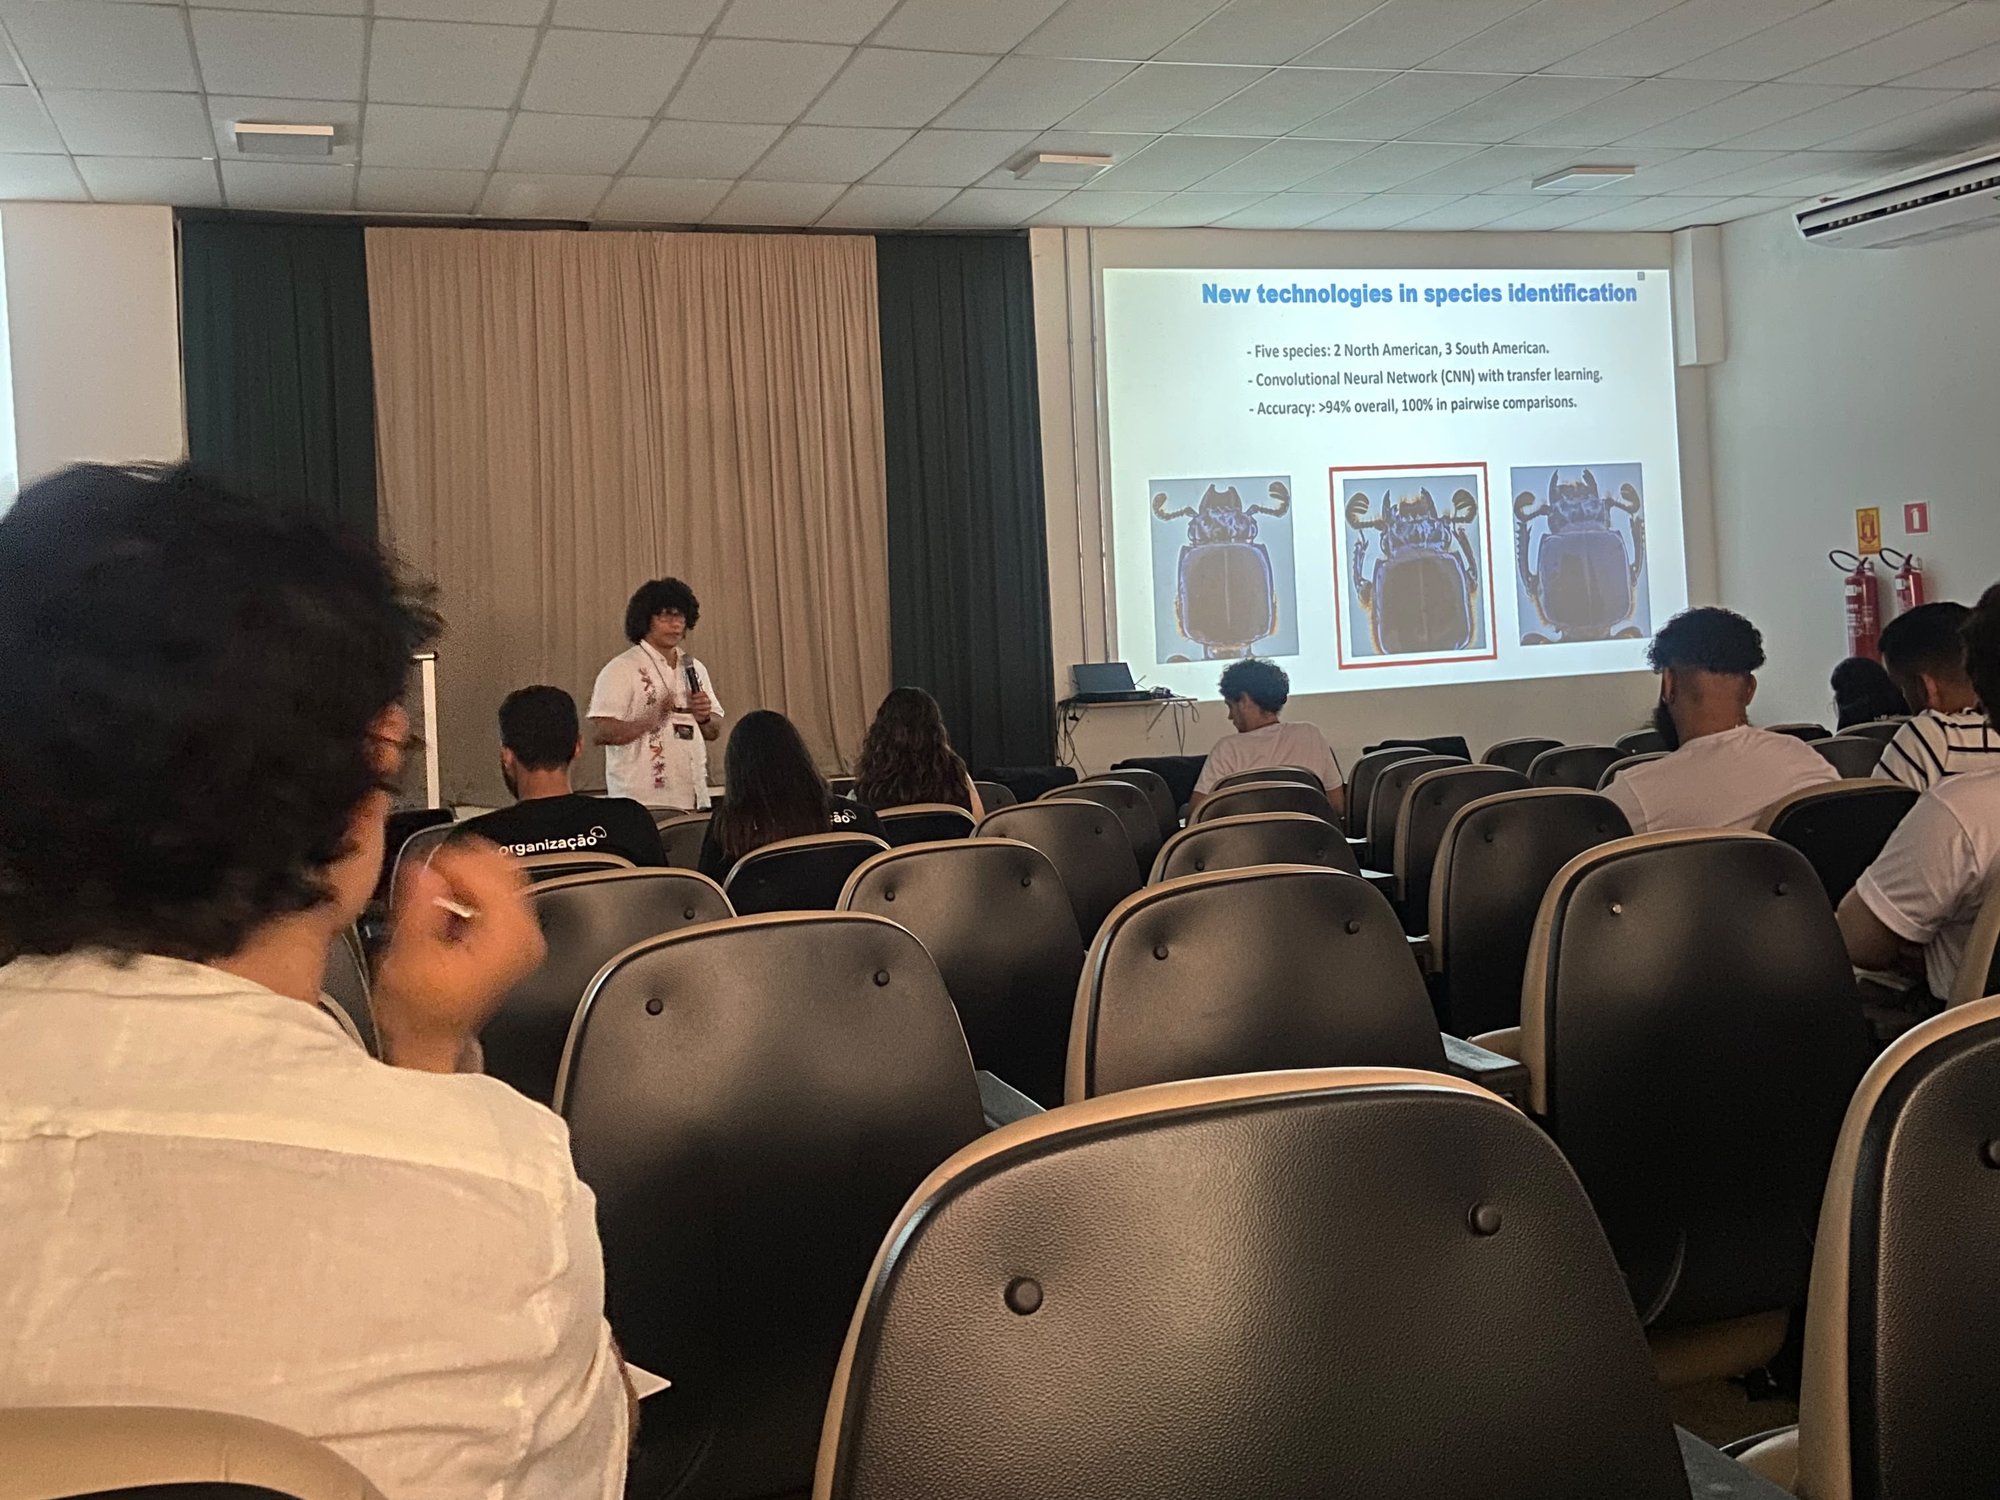 New technologies in species identification
- Five species: 2 North American, 3 South American.
- Convolutional Neural Network (CNN) with transfer learning.
- Accuracy: >94% overall, 100% in pairwise comparisons.
organização
ão